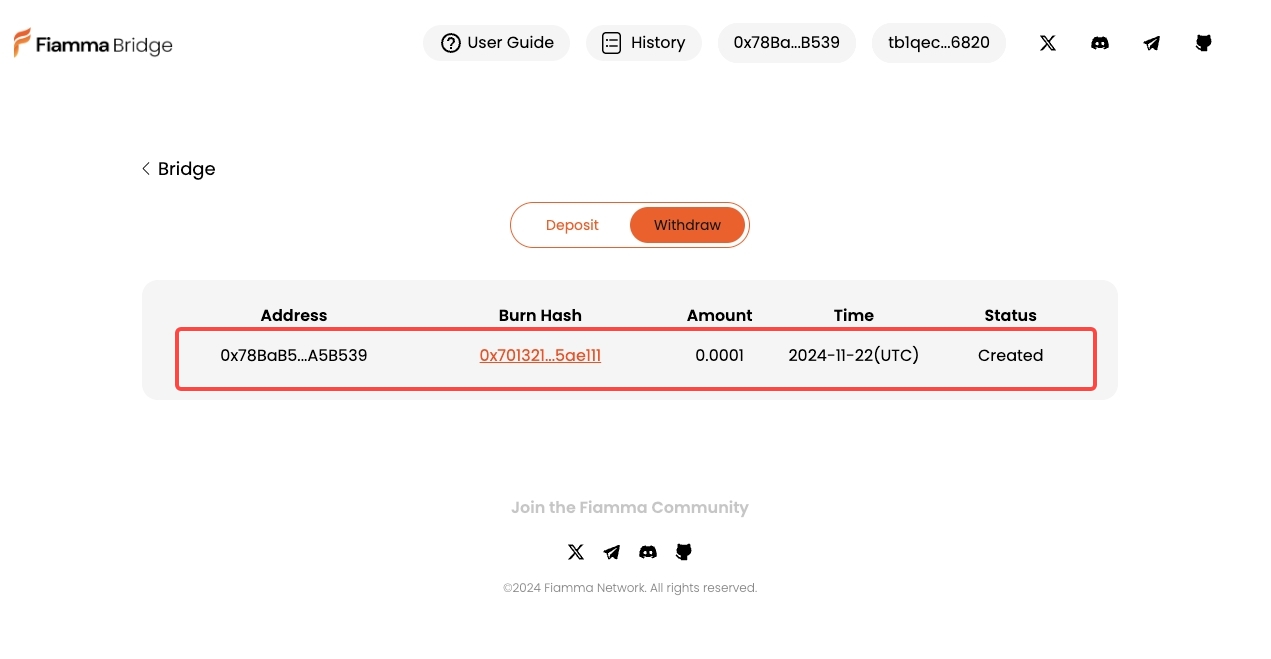 Fiamma Bridge User Guide History 0x78Ba...B539 tb1qec...6820
Bridge
Deposit Withdraw
Address Burn Hash Amount Time Status
0x78BaB5...A5B539 0x701321...5ae111 0.0001 2024-11-22(UTC) Created
Join the Fiamma Community
©2024 Fiamma Network. All rights reserved.